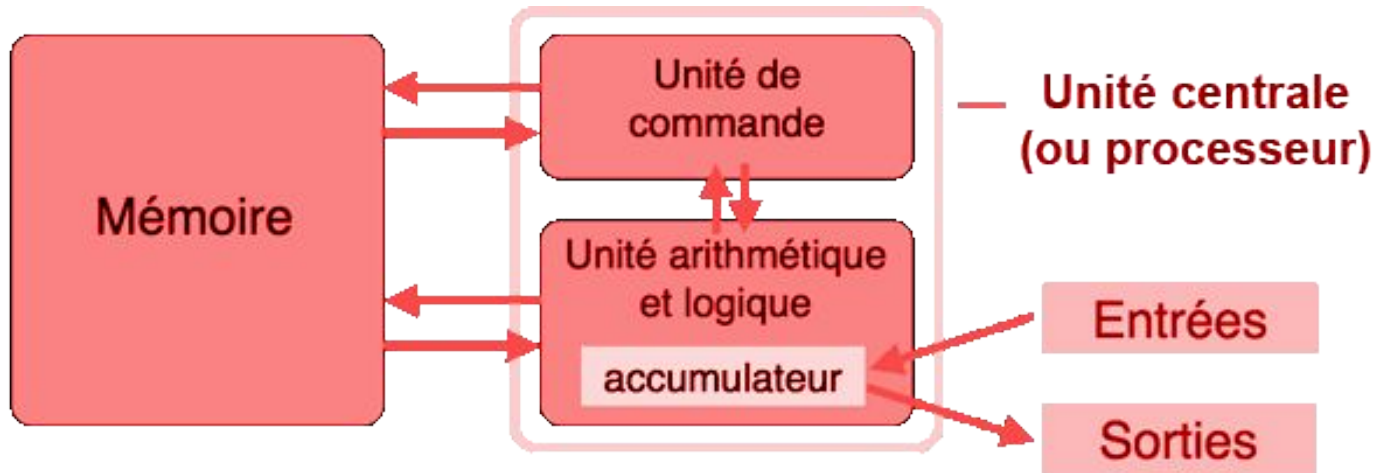 Mémoire
Unité de
commande
Unité arithmétique
et logique
accumulateur
Unité centrale
(ou processeur)
Entrées
Sorties